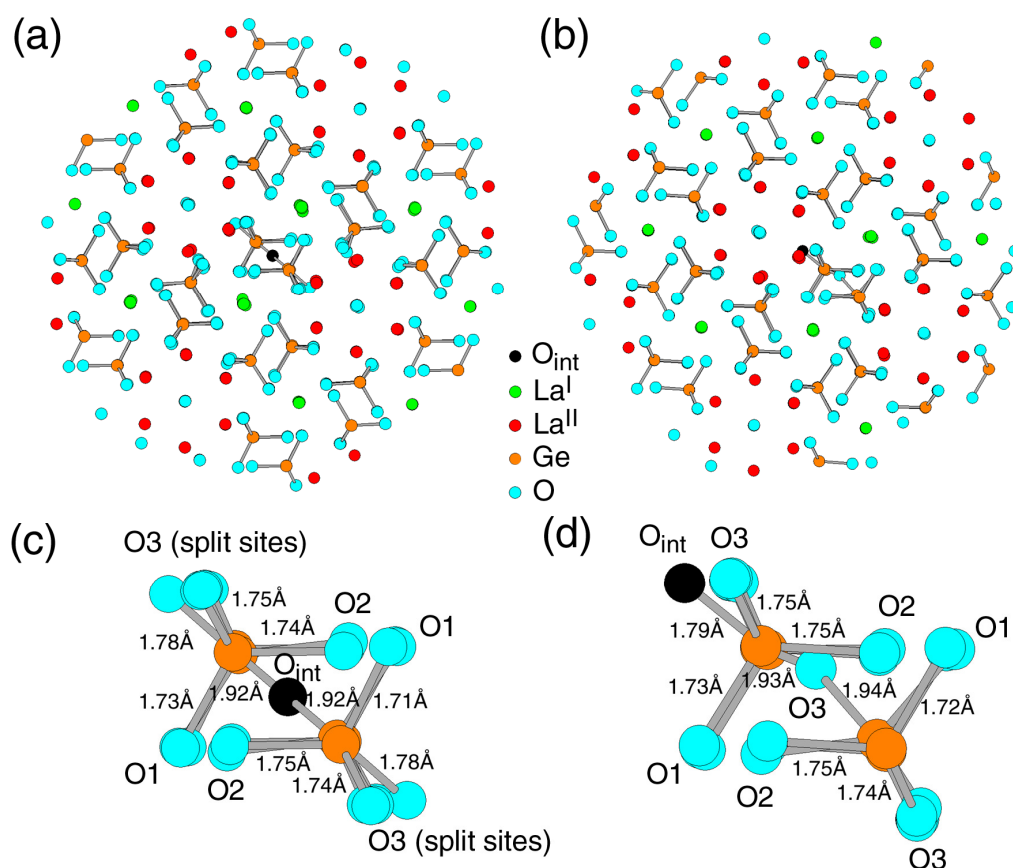 (a)
(b)
O_int
La^I
La^II
Ge
O
(c)
O3 (split sites)
1.75Å
O2
1.74Å
O1
1.78Å
O_int
1.73Å
1.92Å
1.92Å
1.71Å
O1
O2
1.75Å
1.74Å
1.78Å
O3 (split sites)
(d)
O_int
O3
1.75Å
O2
1.79Å
1.75Å
O1
1.73Å
1.93Å
1.94Å
O3
1.72Å
O1
O2
1.75Å
1.74Å
O3